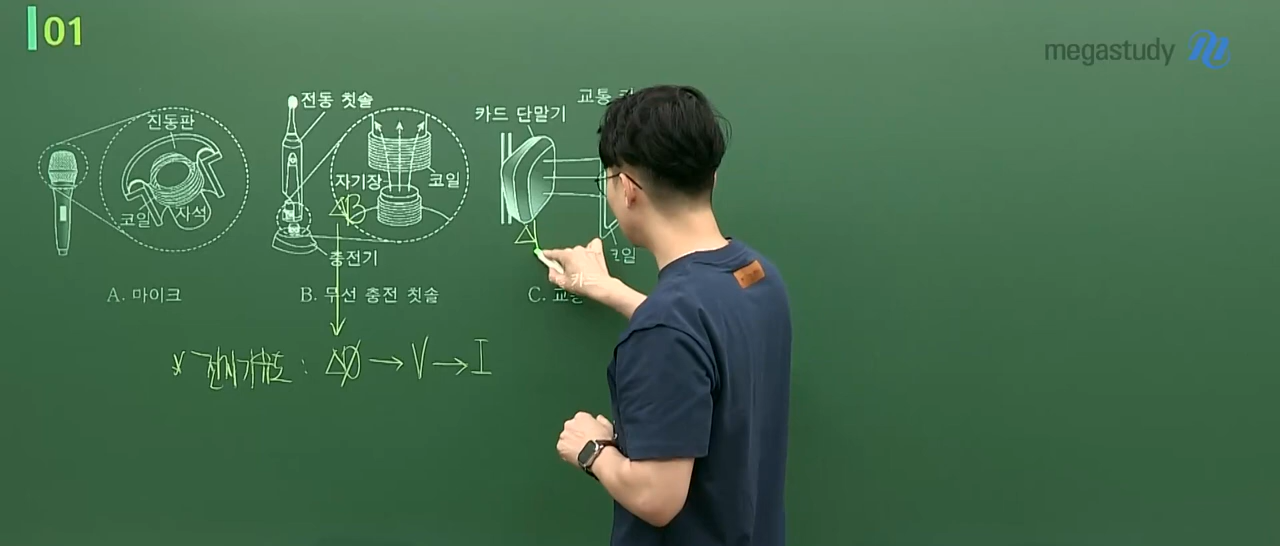 01
megastudy
진동판
코일
자석
A. 마이크
전동 칫솔
자기장
코일
ΔB
충전기
B. 무선 충전 칫솔
교통
카드 단말기
Δ
코일
카드
C. 교통
* 전자기유도 : ΔΦ → V → I